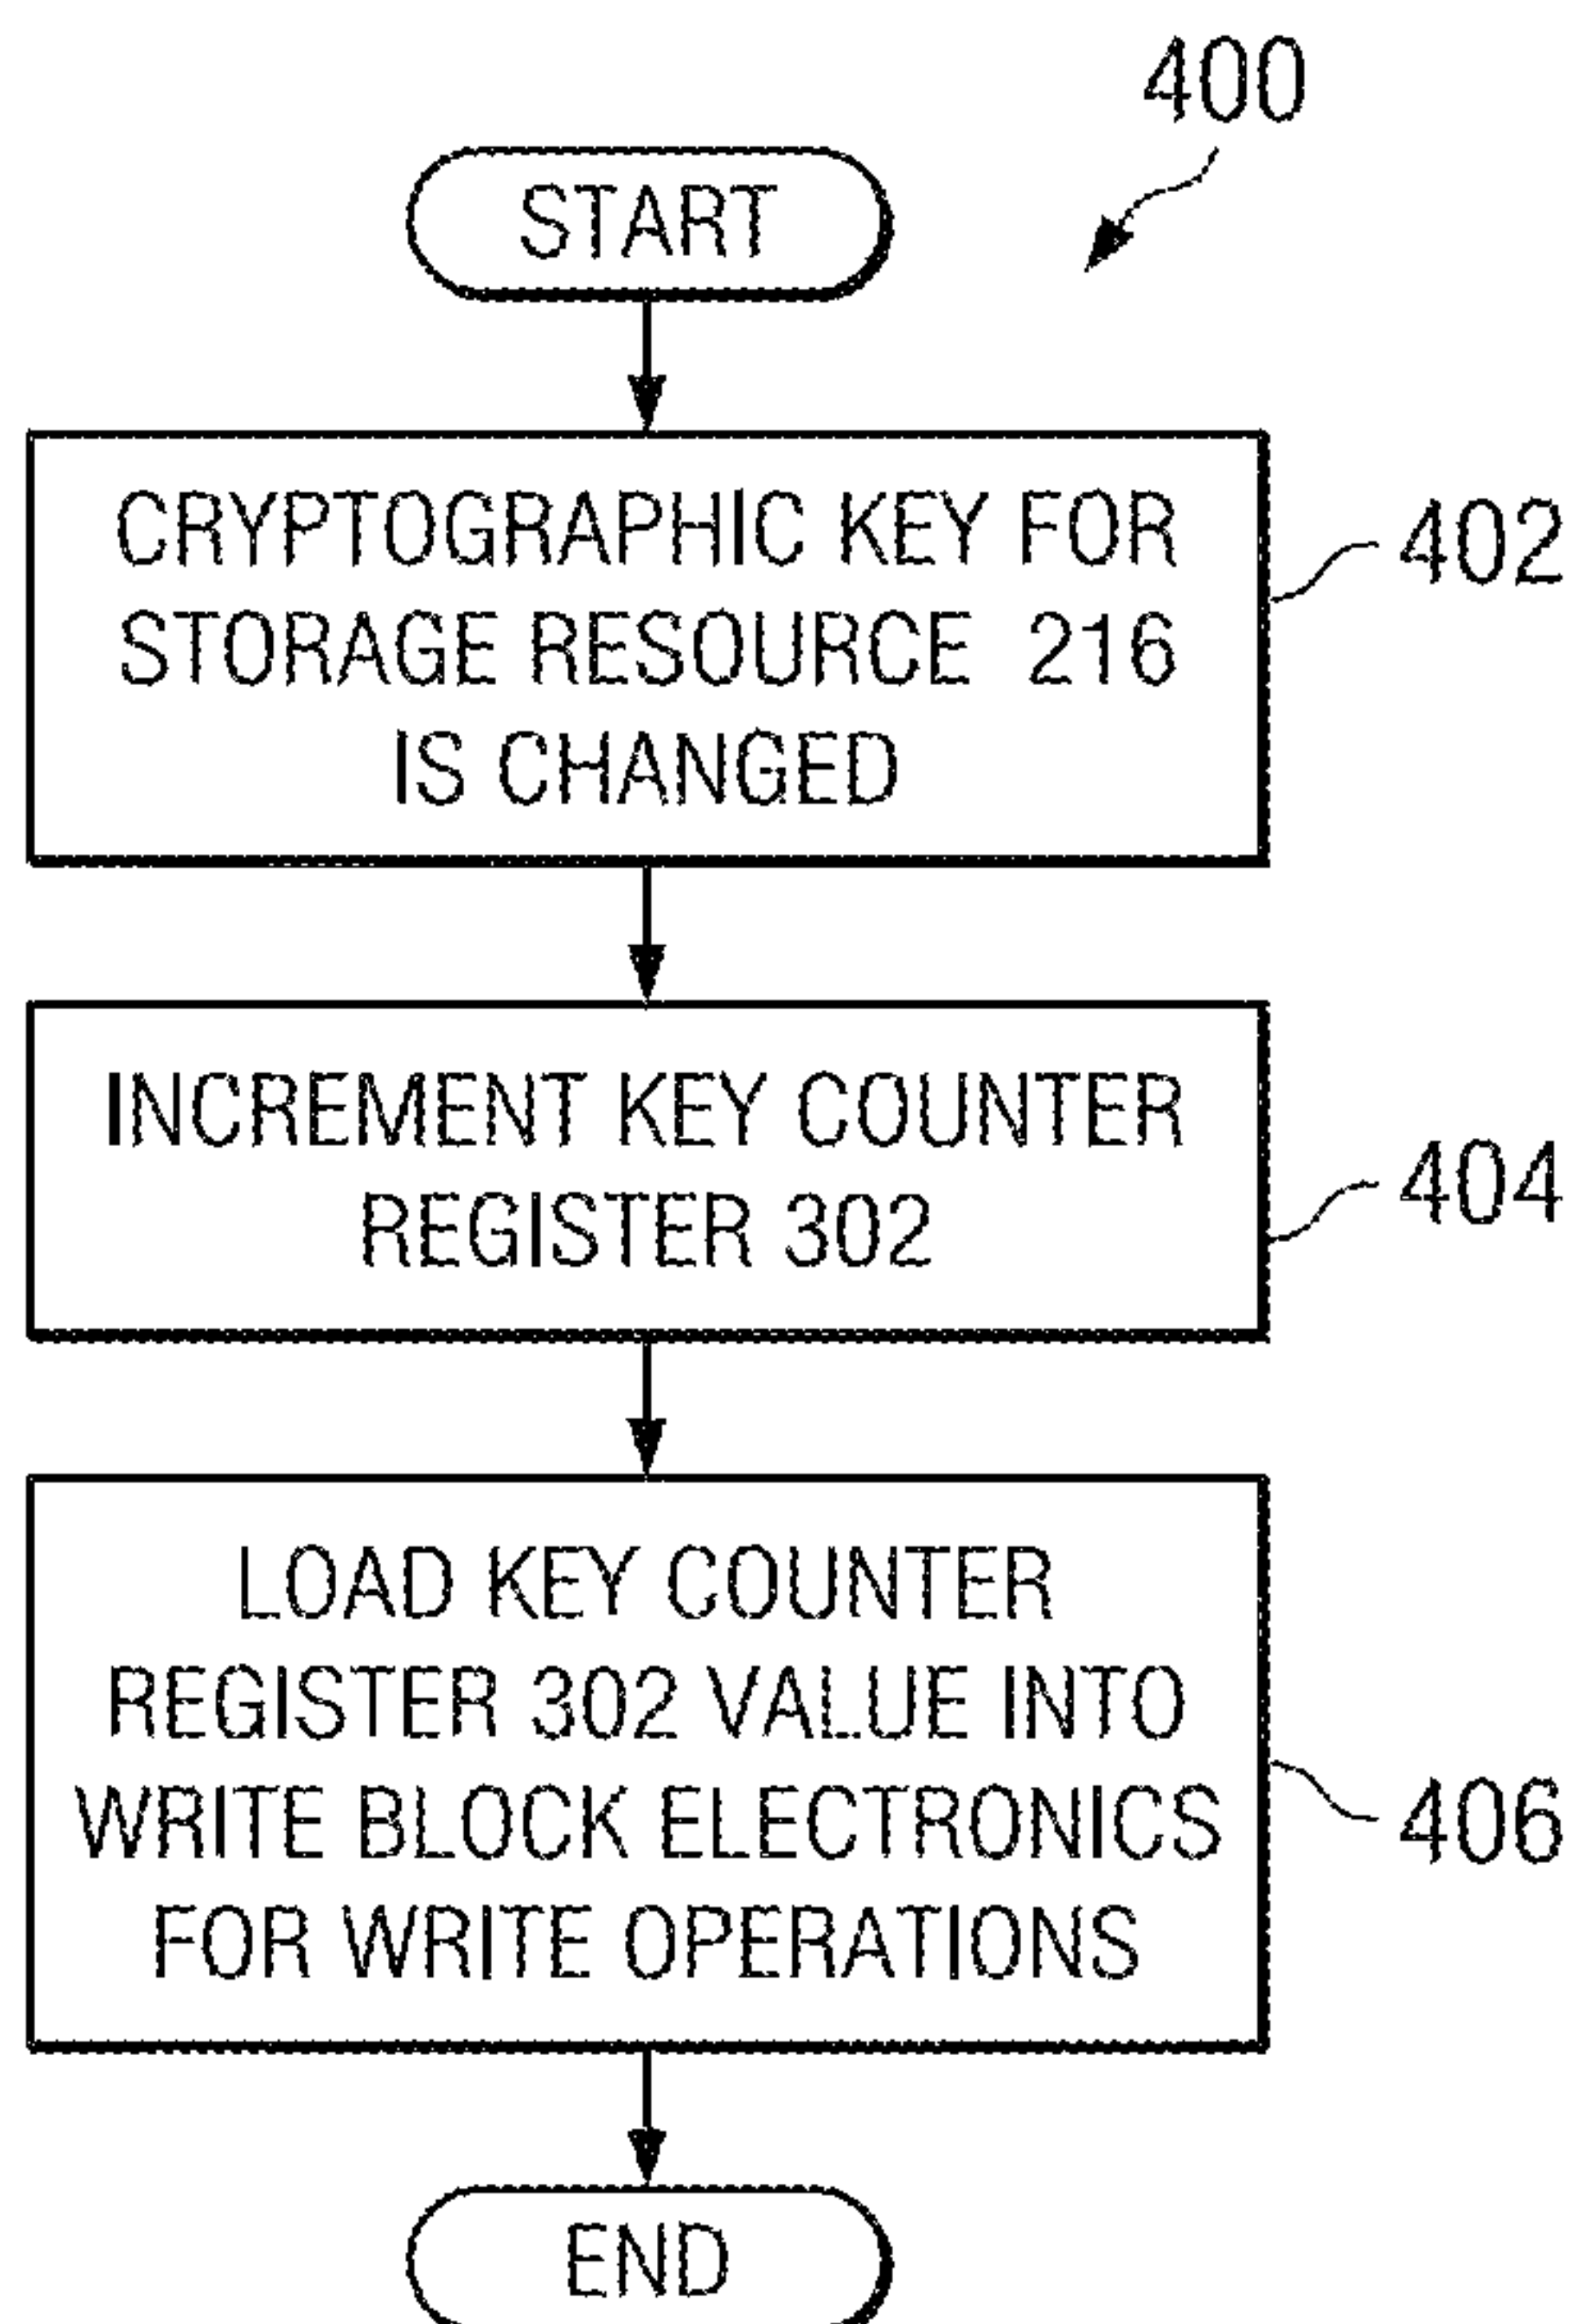 400
START
CRYPTOGRAPHIC KEY FOR
STORAGE RESOURCE 216
IS CHANGED
402
INCREMENT KEY COUNTER
REGISTER 302
404
LOAD KEY COUNTER
REGISTER 302 VALUE INTO
WRITE BLOCK ELECTRONICS
FOR WRITE OPERATIONS
406
END